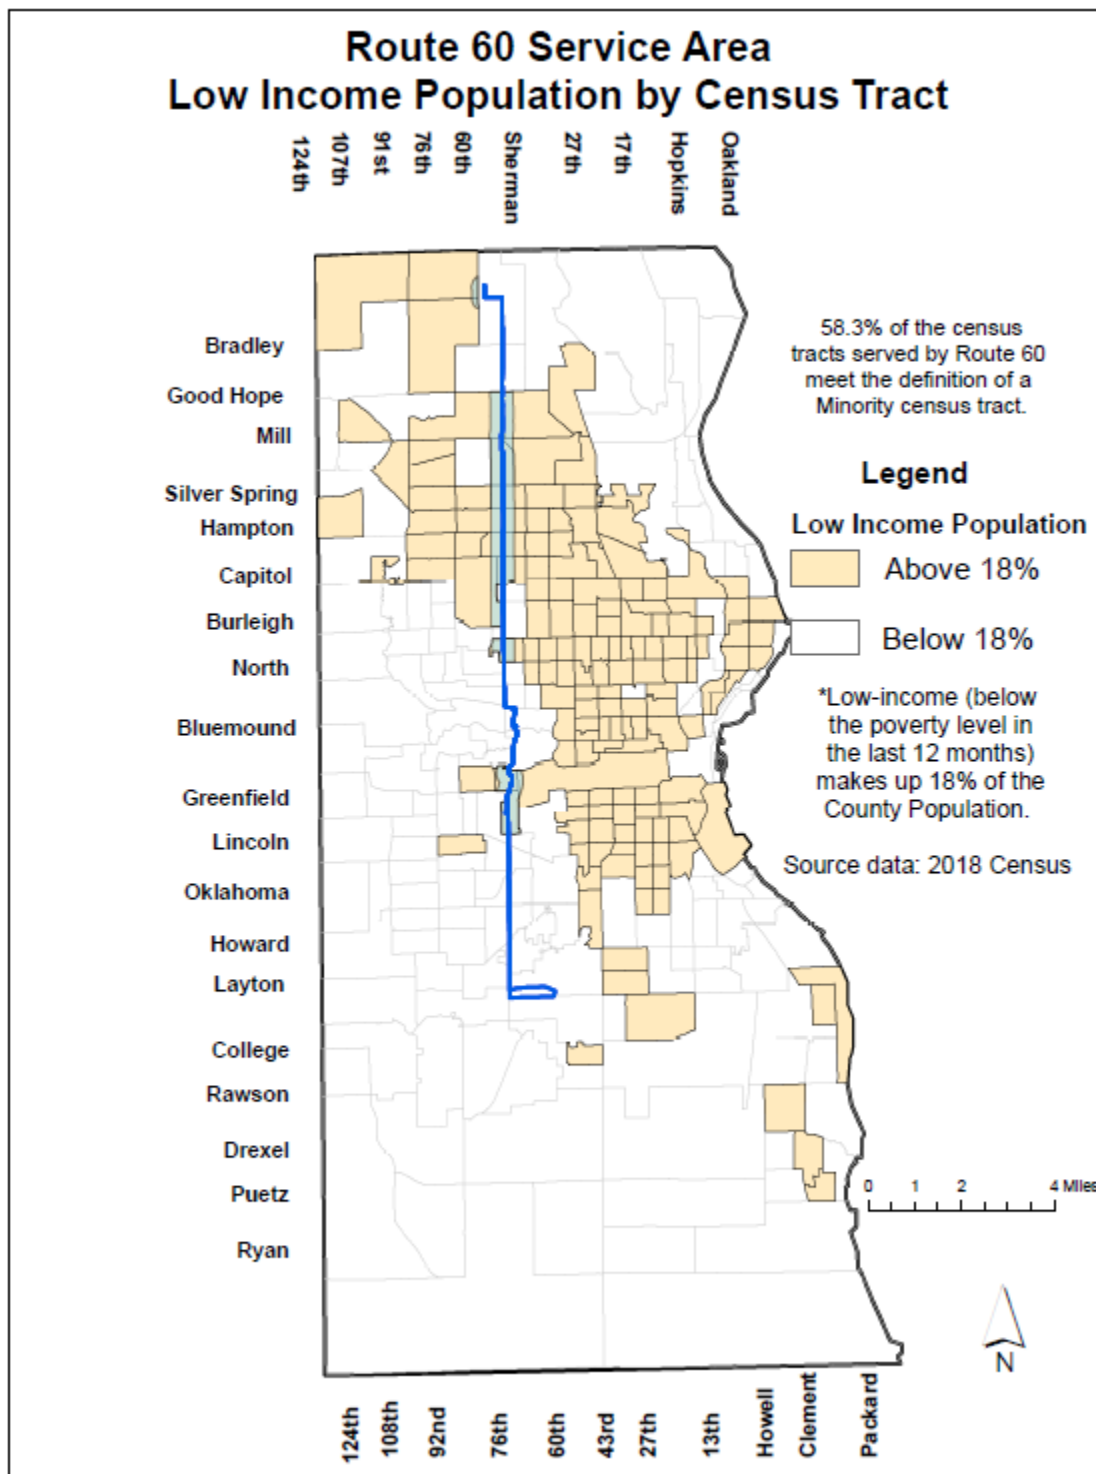 Route 60 Service Area
Low Income Population by Census Tract
124th
107th
91st
76th
60th
Sherman
27th
17th
Hopkins
Oakland
Bradley
Good Hope
Mill
Silver Spring
Hampton
Capitol
Burleigh
North
Bluemound
Greenfield
Lincoln
Oklahoma
Howard
Layton
College
Rawson
Drexel
Puetz
Ryan
58.3% of the census
tracts served by Route 60
meet the definition of a
Minority census tract.
Legend
Low Income Population
Above 18%
Below 18%
*Low-income (below
the poverty level in
the last 12 months)
makes up 18% of the
County Population.
Source data: 2018 Census
0 1 2 4 Miles
N
124th
108th
92nd
76th
60th
43rd
27th
13th
Howell
Clement
Packard